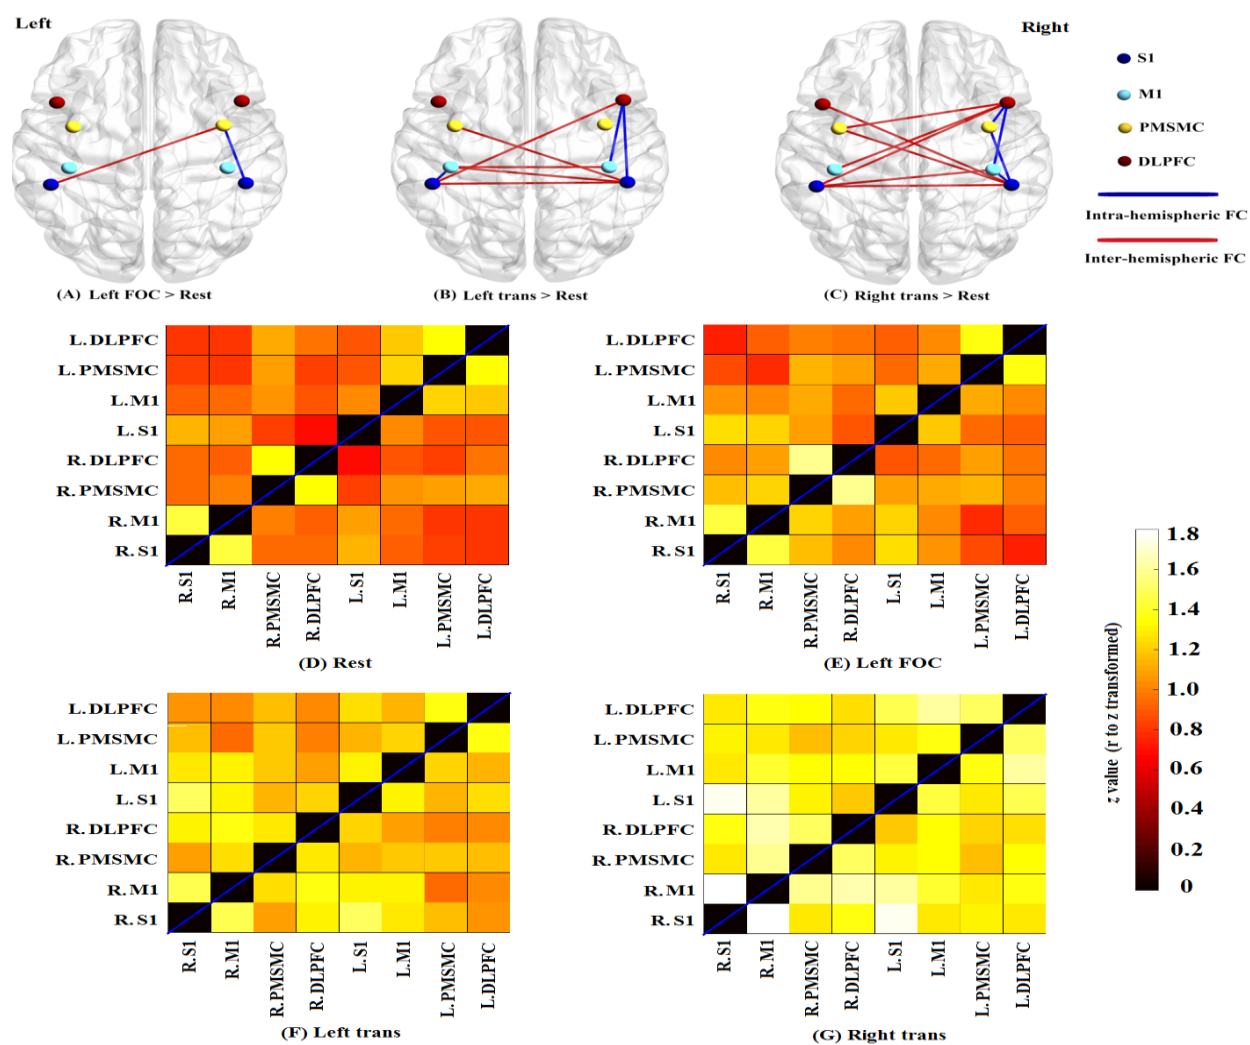 Left
Right
S1
M1
PMSMC
DLPFC
Intra-hemispheric FC
Inter-hemispheric FC
(A) Left FOC > Rest
(B) Left trans > Rest
(C) Right trans > Rest
L. DLPFC
L. PMSMC
L. M1
L. S1
R. DLPFC
R. PMSMC
R. M1
R. S1
R.S1
R.M1
R.PMSMC
R.DLPFC
L.S1
L.M1
L.PMSMC
L.DLPFC
(D) Rest
L. DLPFC
L. PMSMC
L. M1
L. S1
R. DLPFC
R. PMSMC
R. M1
R. S1
R.S1
R.M1
R.PMSMC
R.DLPFC
L.S1
L.M1
L.PMSMC
L.DLPFC
(E) Left FOC
L. DLPFC
L. PMSMC
L. M1
L. S1
R. DLPFC
R. PMSMC
R. M1
R. S1
R.S1
R.M1
R.PMSMC
R.DLPFC
L.S1
L.M1
L.PMSMC
L.DLPFC
(F) Left trans
L. DLPFC
L. PMSMC
L. M1
L. S1
R. DLPFC
R. PMSMC
R. M1
R. S1
R.S1
R.M1
R.PMSMC
R.DLPFC
L.S1
L.M1
L.PMSMC
L.DLPFC
(G) Right trans
z value (r to z transformed)
1.8
1.6
1.4
1.2
1.0
0.8
0.6
0.4
0.2
0